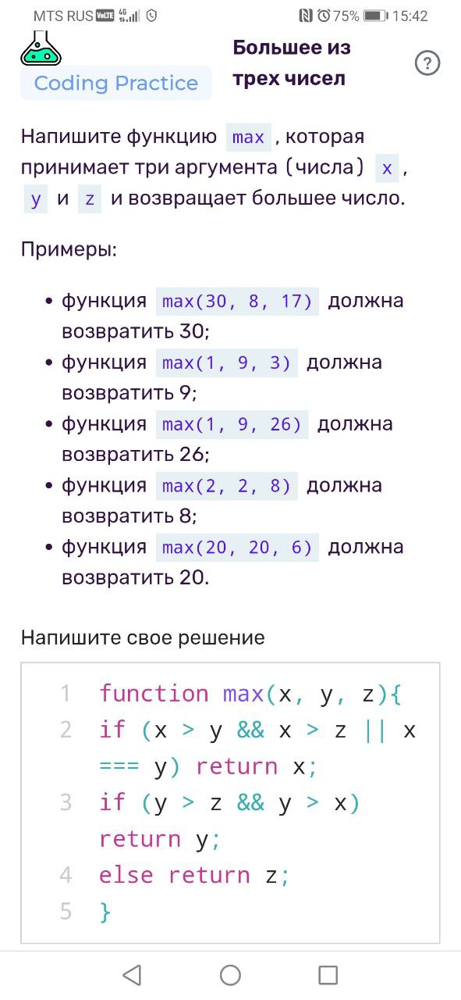 MTS RUS VoLTE 4G 75% 15:42
Большее из
трех чисел
?
Coding Practice
Напишите функцию max , которая
принимает три аргумента (числа) x ,
y и z и возвращает большее число.
Примеры:
• функция max(30, 8, 17) должна
возвратить 30;
• функция max(1, 9, 3) должна
возвратить 9;
• функция max(1, 9, 26) должна
возвратить 26;
• функция max(2, 2, 8) должна
возвратить 8;
• функция max(20, 20, 6) должна
возвратить 20.
Напишите свое решение
1 function max(x, y, z){
2 if (x > y && x > z || x
=== y) return x;
3 if (y > z && y > x)
return y;
4 else return z;
5 }